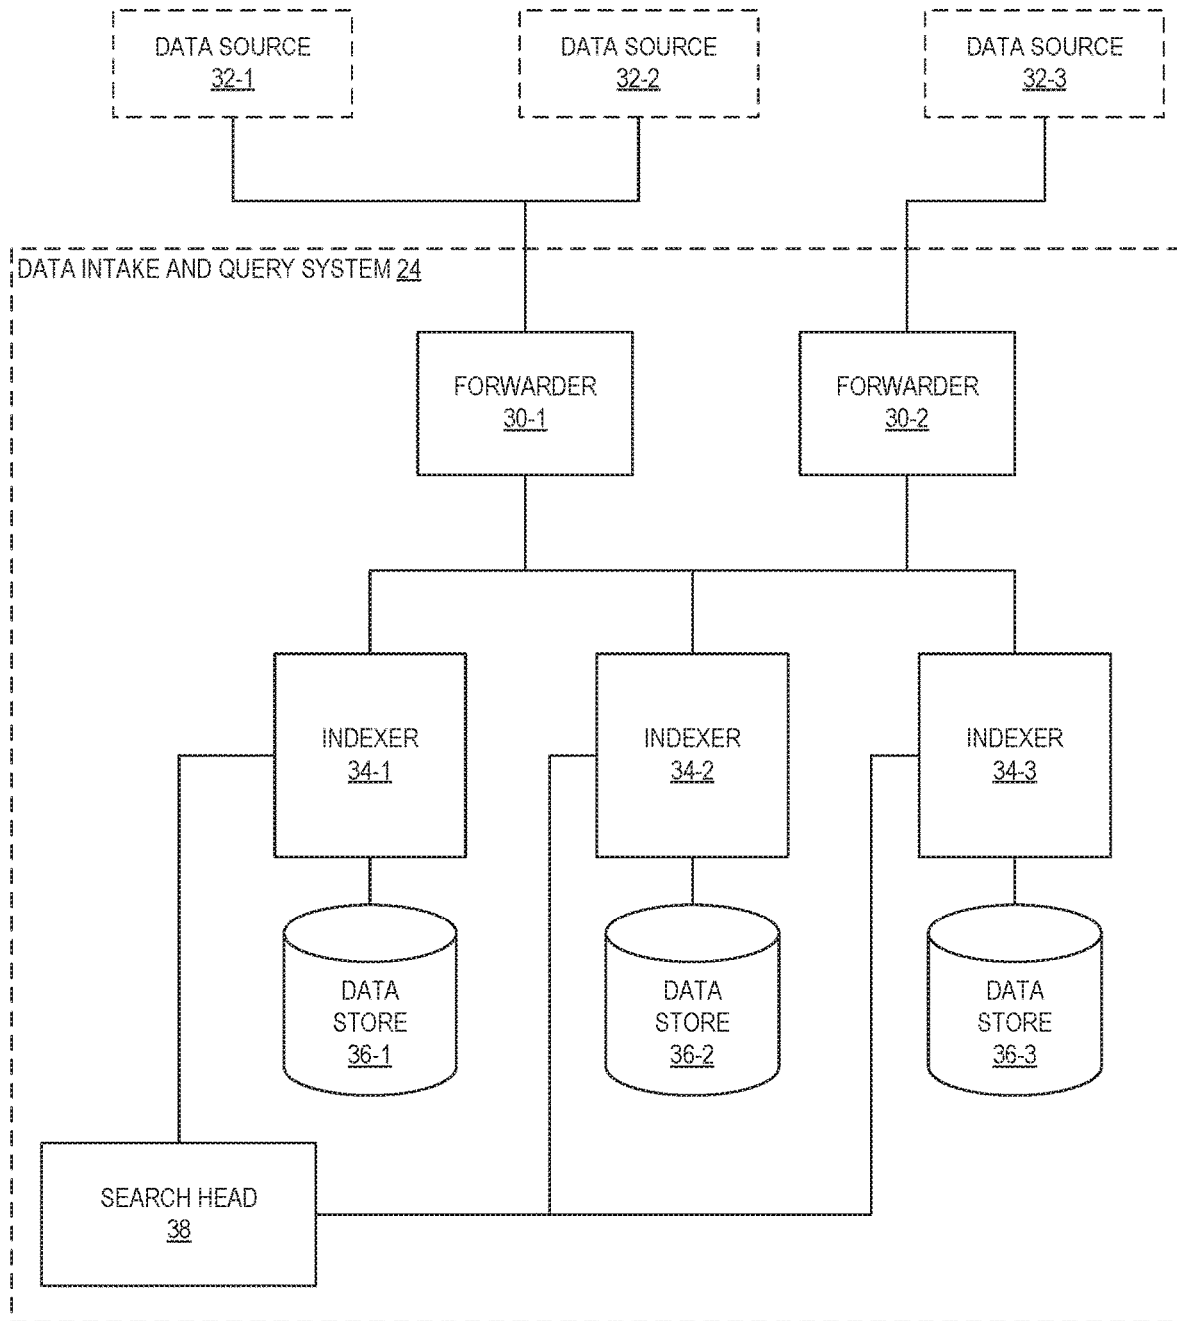 DATA SOURCE
32-1
DATA SOURCE
32-2
DATA SOURCE
32-3
DATA INTAKE AND QUERY SYSTEM 24
FORWARDER
30-1
FORWARDER
30-2
INDEXER
34-1
INDEXER
34-2
INDEXER
34-3
DATA
STORE
36-1
DATA
STORE
36-2
DATA
STORE
36-3
SEARCH HEAD
38